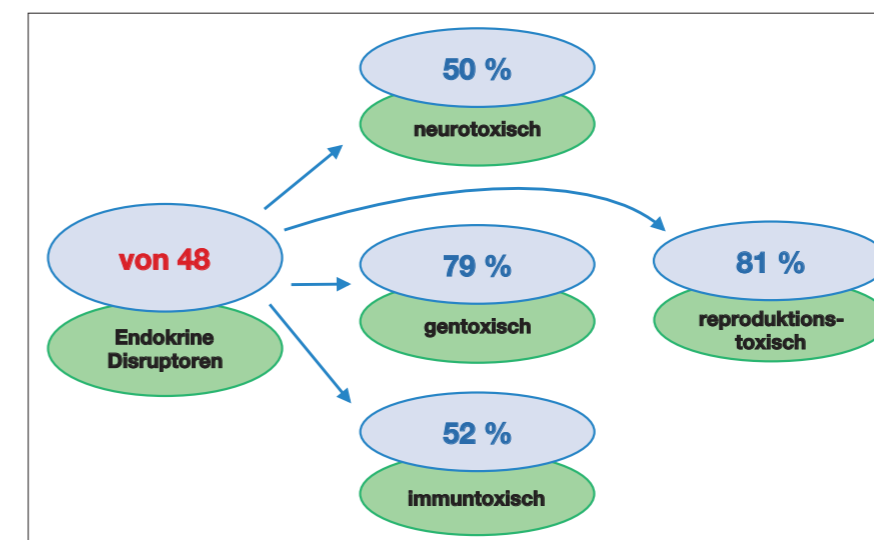 50 %
neurotoxisch
von 48
Endokrine
Disruptoren
79 %
gentoxisch
81 %
reproduktions-
toxisch
52 %
immuntoxisch